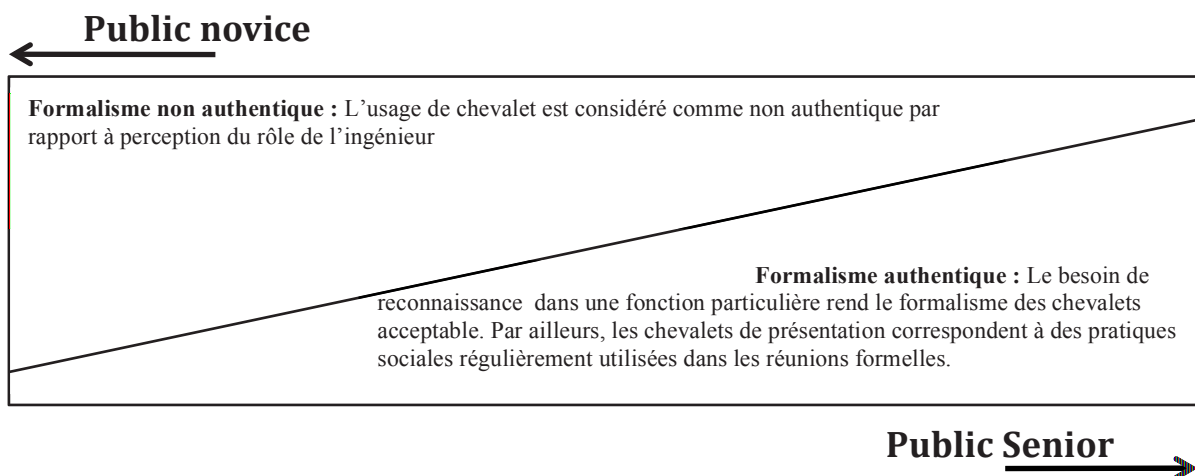 Public novice
Formalisme non authentique : L’usage de chevalet est considéré comme non authentique par
rapport à perception du rôle de l’ingénieur
Formalisme authentique : Le besoin de
reconnaissance dans une fonction particulière rend le formalisme des chevalets
acceptable. Par ailleurs, les chevalets de présentation correspondent à des pratiques
sociales régulièrement utilisées dans les réunions formelles.
Public Senior